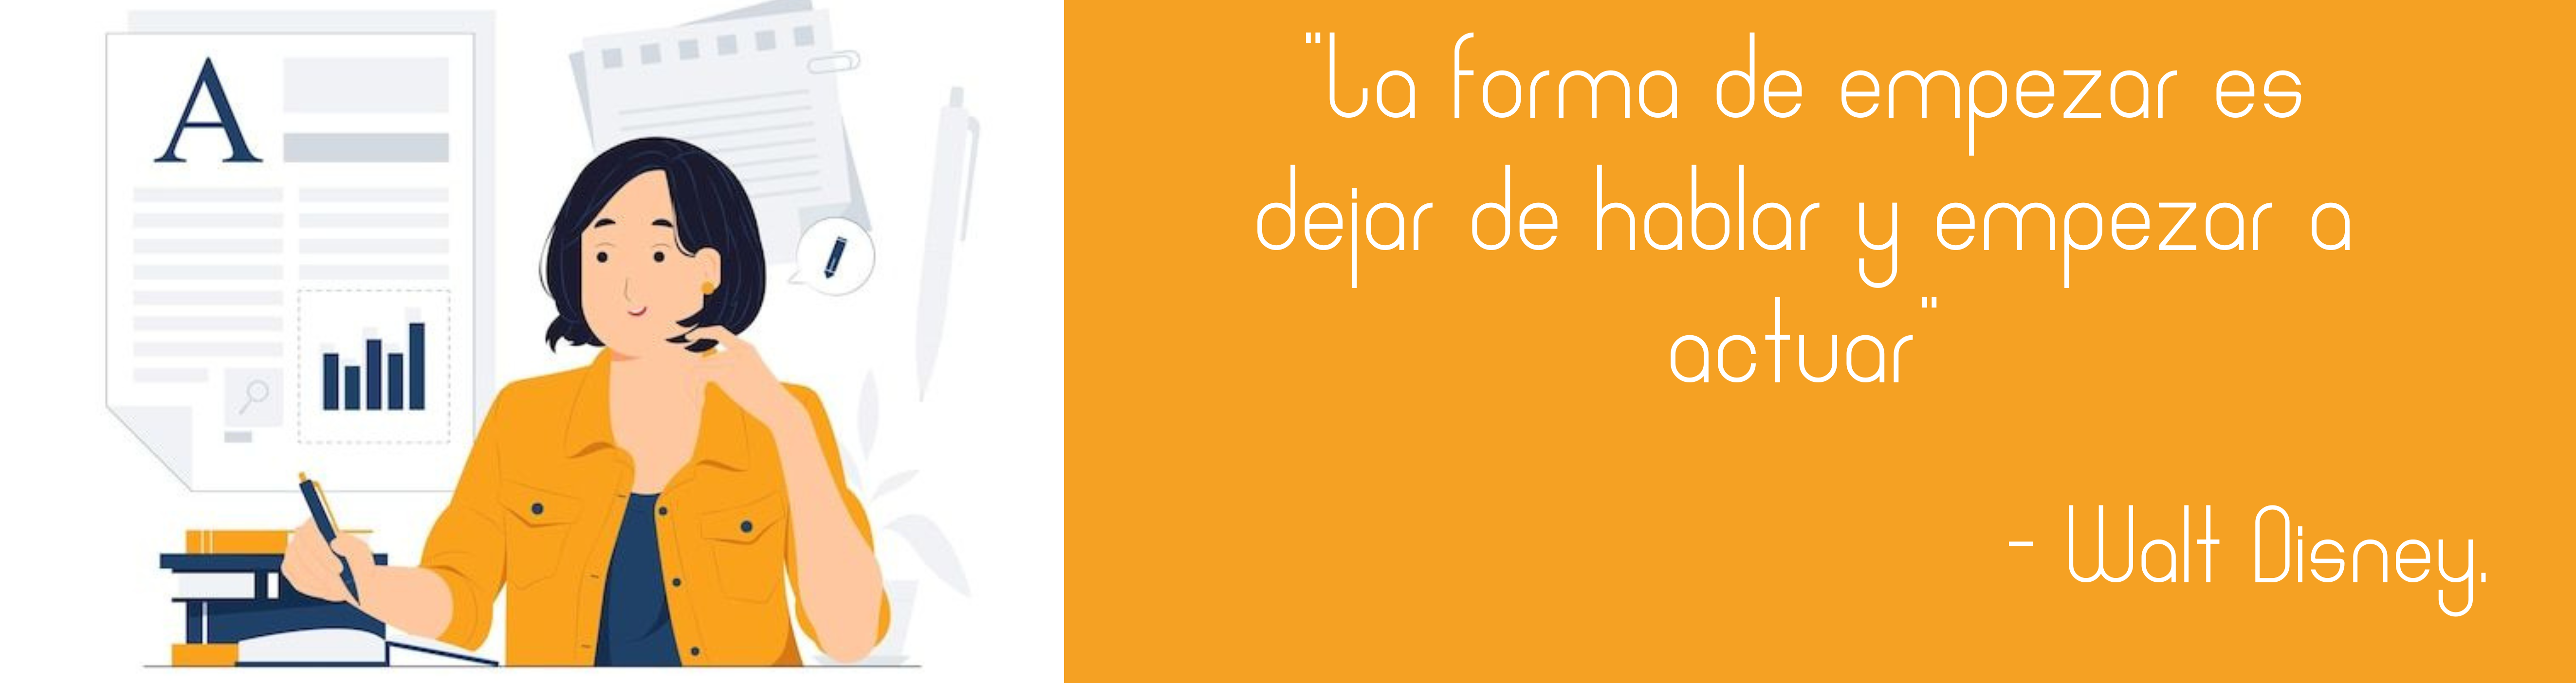 A
"La forma de empezar es
dejar de hablar y empezar a
actuar"
- Walt Disney.